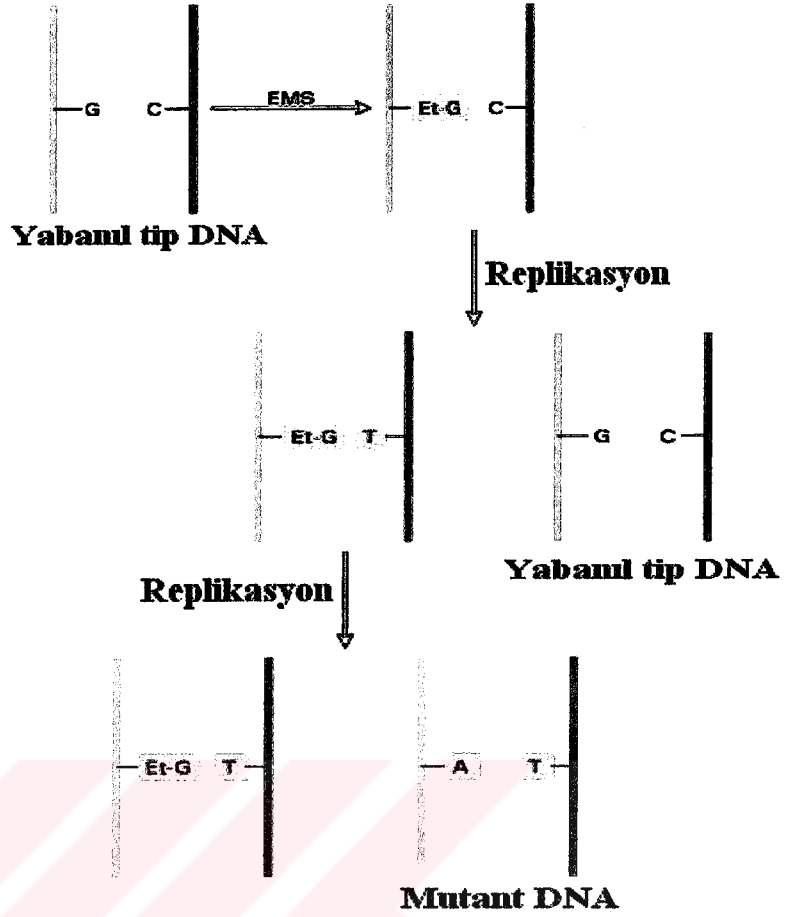 G C EMS Et-G C
Yabanıl tip DNA
Replikasyon
Et-G T G C
Yabanıl tip DNA
Replikasyon
Et-G T A T
Mutant DNA